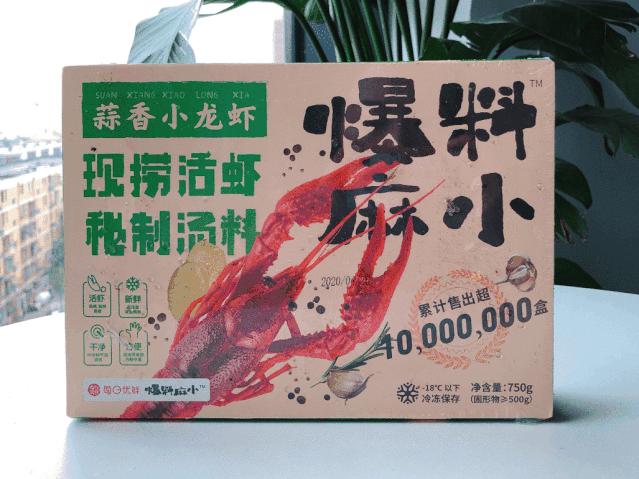 SUAN XIANG XIAO LONG XIA
蒜香小龙虾
爆料
麻小
TM
现捞活虾
秘制汤料
活虾
新鲜
干净
方便
累计售出超
10,000,000盒
每日优鲜
爆料麻小™
-18℃以下
冷冻保存
净含量：750g
(固形物≥500g)